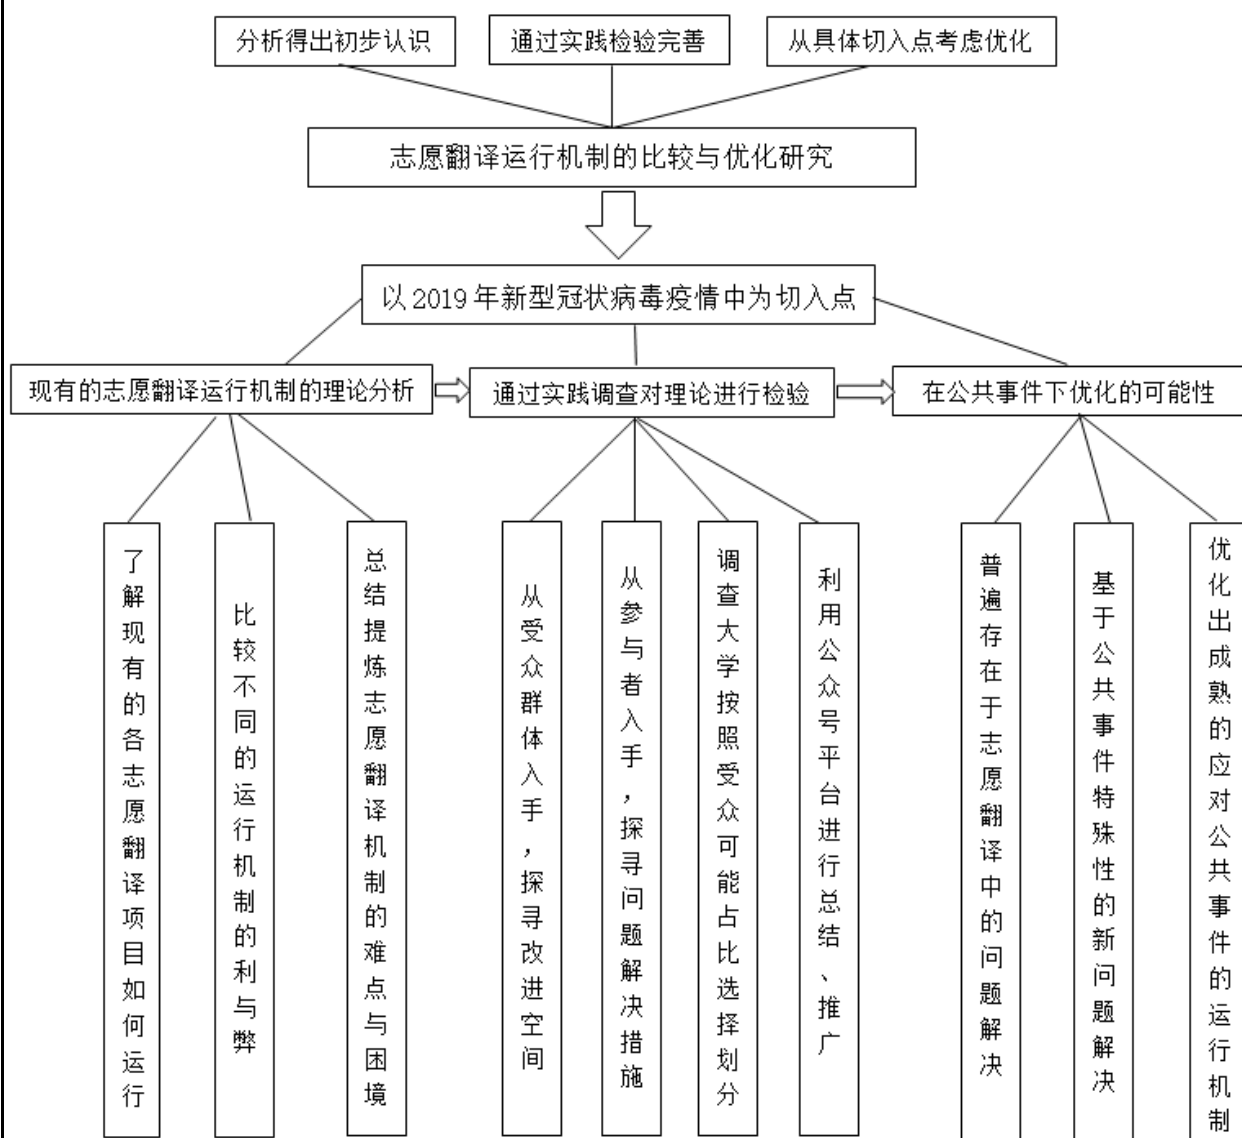 分析得出初步认识
通过实践检验完善
从具体切入点考虑优化
志愿翻译运行机制的比较与优化研究
以 2019 年新型冠状病毒疫情中为切入点
现有的志愿翻译运行机制的理论分析
通过实践调查对理论进行检验
在公共事件下优化的可能性
了解现有的各志愿翻译项目如何运行
比较不同的运行机制的利与弊
总结提炼志愿翻译机制的难点与困境
从受众群体入手，探寻改进空间
从参与者入手，探寻问题解决措施
调查大学按照受众可能占比选择划分
利用公众号平台进行总结、推广
普遍存在于志愿翻译中的问题解决
基于公共事件特殊性的新问题解决
优化出成熟的应对公共事件的运行机制